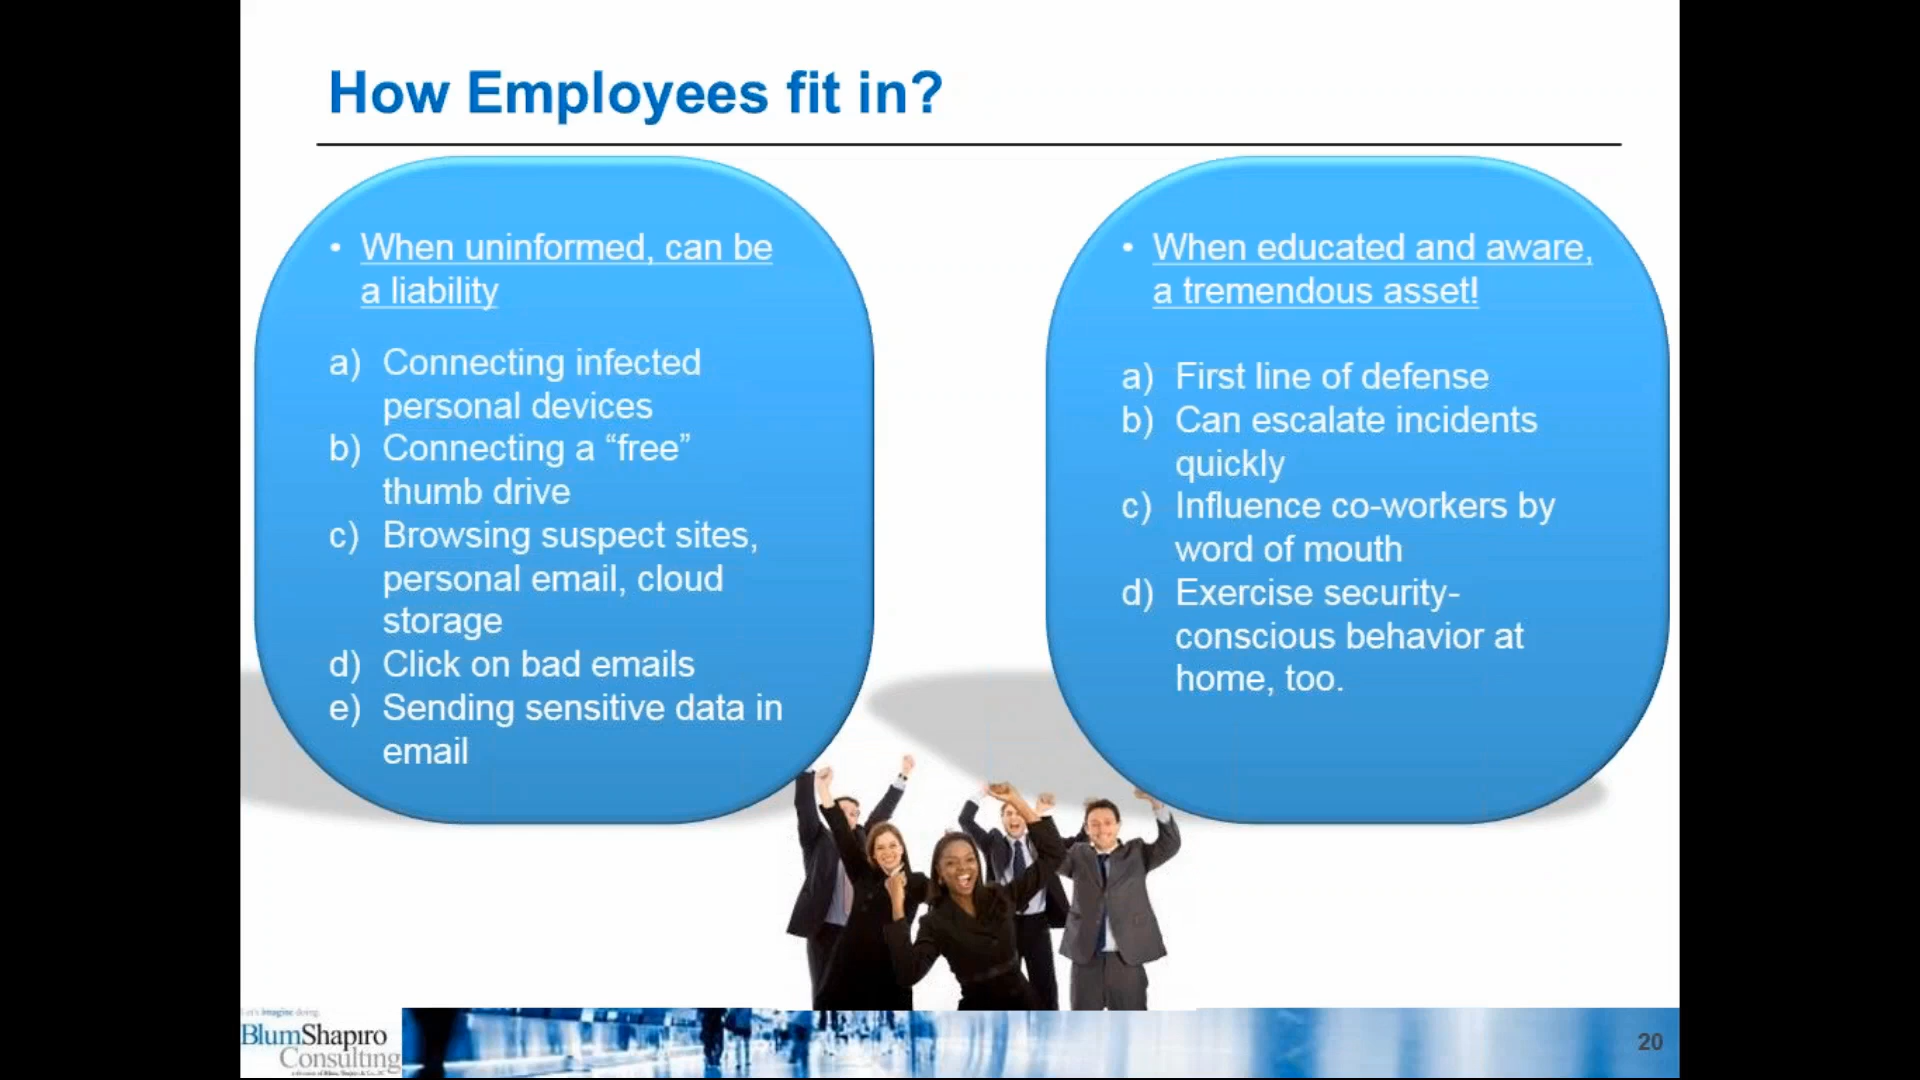 How Employees fit in?
• When uninformed, can be
a liability
a) Connecting infected
personal devices
b) Connecting a “free”
thumb drive
c) Browsing suspect sites,
personal email, cloud
storage
d) Click on bad emails
e) Sending sensitive data in
email
• When educated and aware,
a tremendous asset!
a) First line of defense
b) Can escalate incidents
quickly
c) Influence co-workers by
word of mouth
d) Exercise security-
conscious behavior at
home, too.
Let's imagine doing.
BlumShapiro
Consulting
20